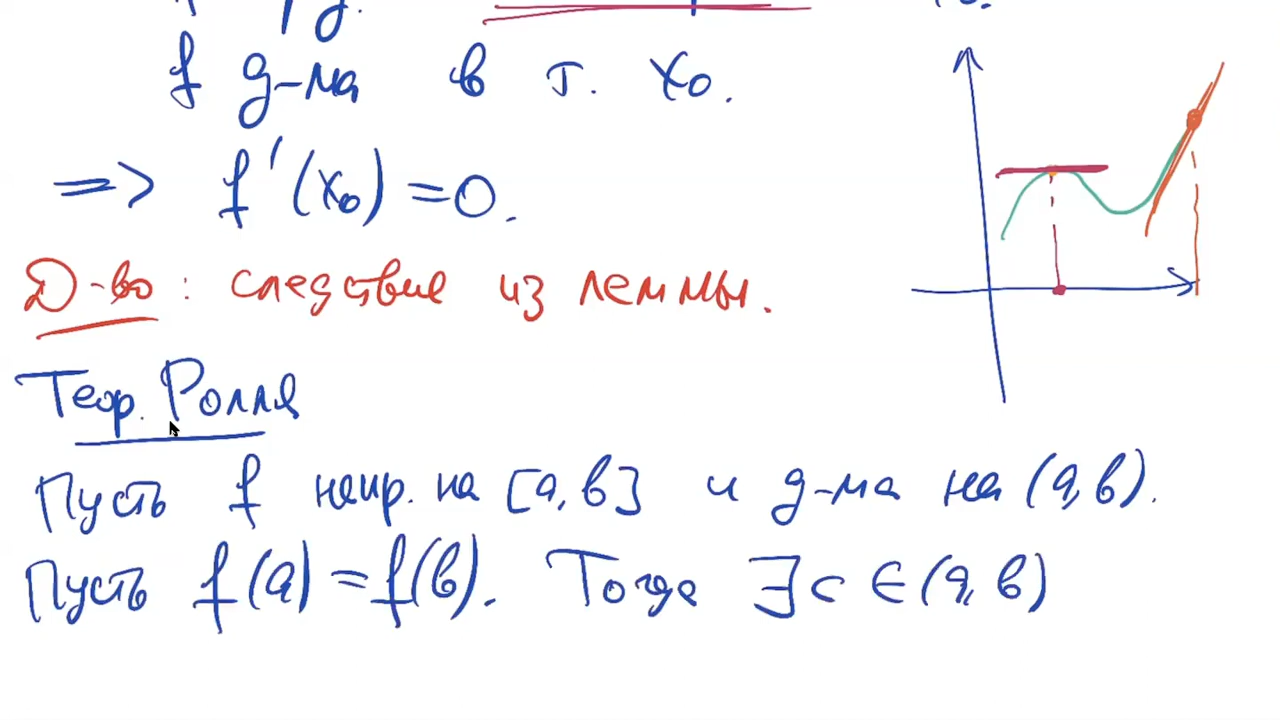 f д-ма в т. x₀.
=> f'(x₀) = 0.
Д-во: следствие из леммы.
Теор. Ролля
Пусть f непр. на [a, b] и д-ма на (a, b).
Пусть f(a) = f(b). Тогда ∃ c ∈ (a, b)